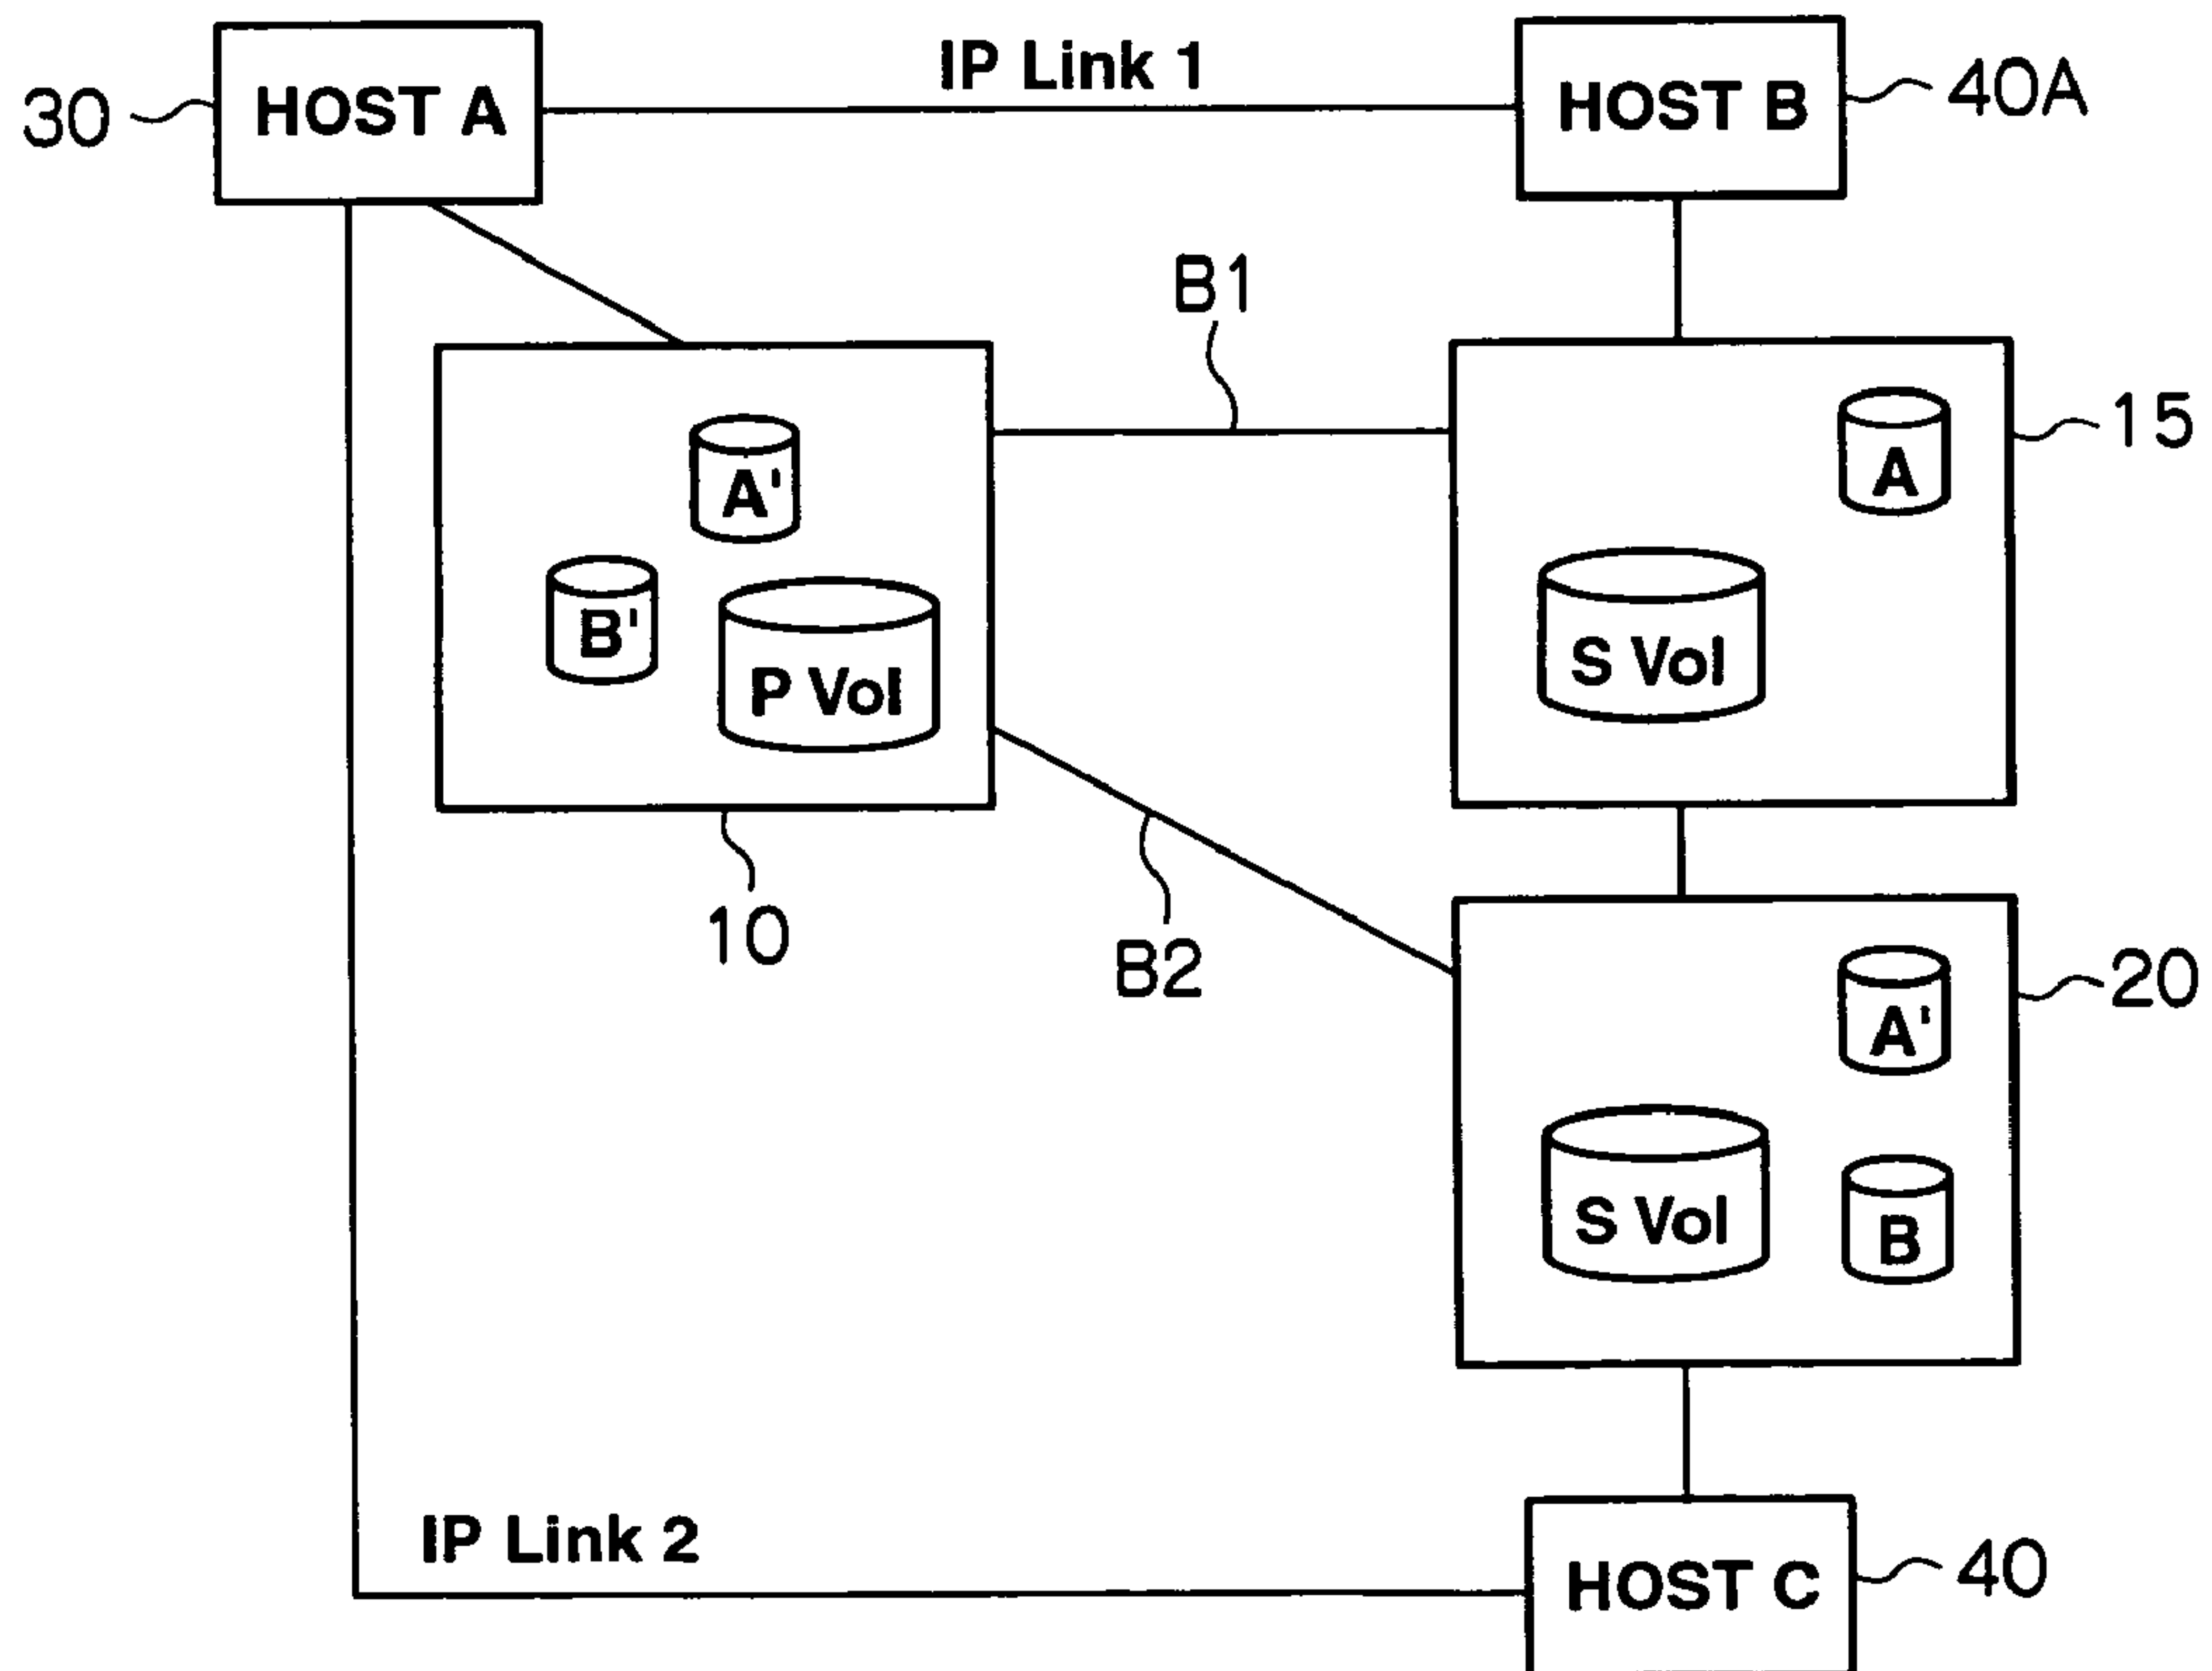 IP Link 1
30
HOST A
HOST B
40A
B1
A'
B'
P Vol
A
S Vol
15
10
B2
A'
S Vol
B
20
IP Link 2
HOST C
40